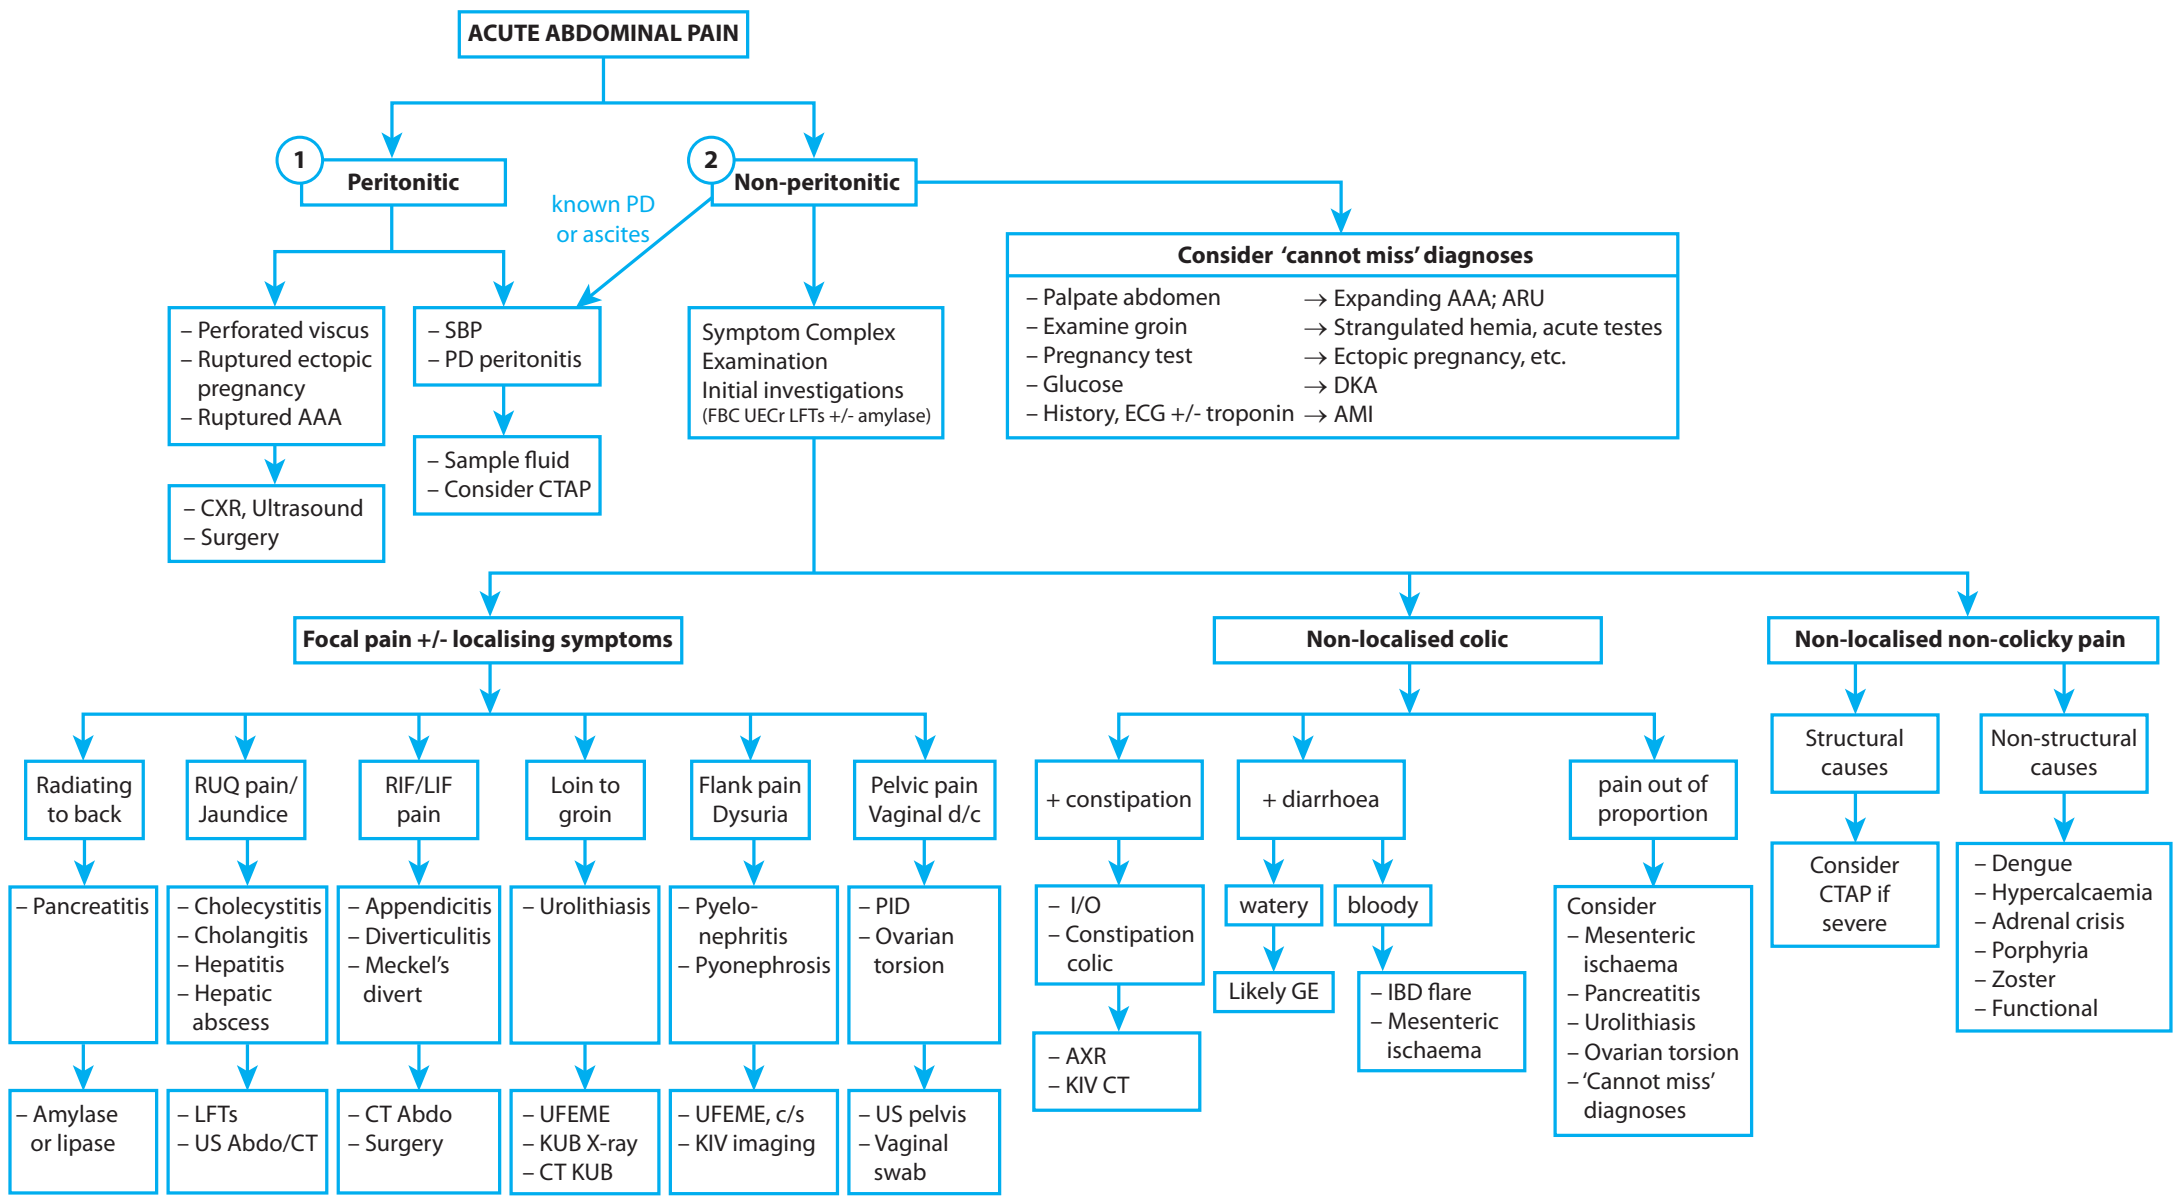 ACUTE ABDOMINAL PAIN
1
Peritonitic
2
Non-peritonitic
known PD
or ascites
– Perforated viscus
– Ruptured ectopic
pregnancy
– Ruptured AAA
– CXR, Ultrasound
– Surgery
– SBP
– PD peritonitis
– Sample fluid
– Consider CTAP
Symptom Complex
Examination
Initial investigations
(FBC UECr LFTs +/- amylase)
Consider ‘cannot miss’ diagnoses
– Palpate abdomen → Expanding AAA; ARU
– Examine groin → Strangulated hemia, acute testes
– Pregnancy test → Ectopic pregnancy, etc.
– Glucose → DKA
– History, ECG +/- troponin → AMI
Focal pain +/- localising symptoms
Radiating
to back
– Pancreatitis
– Amylase
or lipase
RUQ pain/
Jaundice
– Cholecystitis
– Cholangitis
– Hepatitis
– Hepatic
abscess
– LFTs
– US Abdo/CT
RIF/LIF
pain
– Appendicitis
– Diverticulitis
– Meckel’s
divert
– CT Abdo
– Surgery
Loin to
groin
– Urolithiasis
– UFEME
– KUB X-ray
– CT KUB
Flank pain
Dysuria
– Pyelo-
nephritis
– Pyonephrosis
– UFEME, c/s
– KIV imaging
Pelvic pain
Vaginal d/c
– PID
– Ovarian
torsion
– US pelvis
– Vaginal
swab
Non-localised colic
+ constipation
– I/O
– Constipation
colic
– AXR
– KIV CT
+ diarrhoea
watery
Likely GE
bloody
– IBD flare
– Mesenteric
ischaema
pain out of
proportion
Consider
– Mesenteric
ischaema
– Pancreatitis
– Urolithiasis
– Ovarian torsion
– ‘Cannot miss’
diagnoses
Non-localised non-colicky pain
Structural
causes
Consider
CTAP if
severe
Non-structural
causes
– Dengue
– Hypercalcaemia
– Adrenal crisis
– Porphyria
– Zoster
– Functional